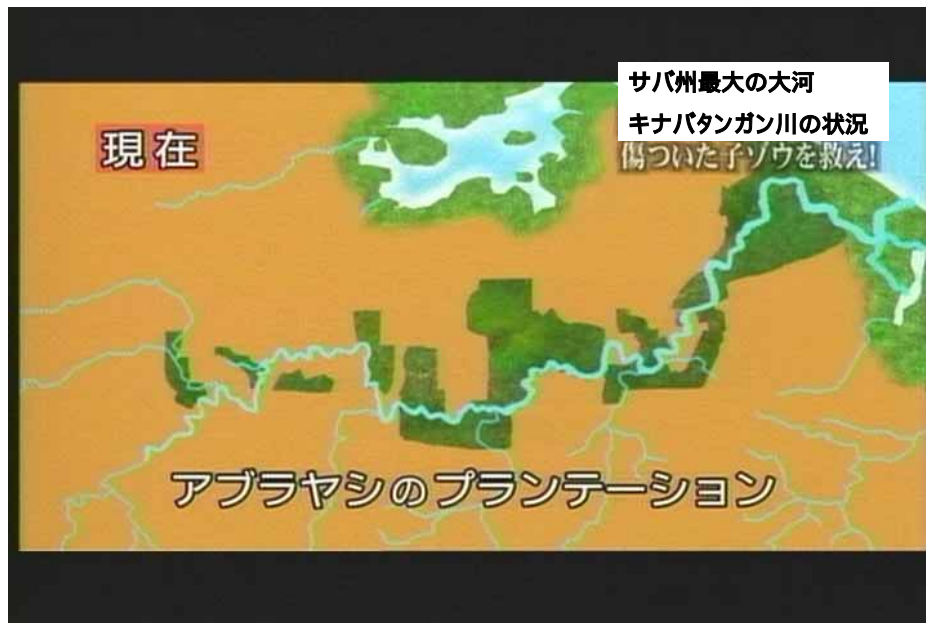 サバ州最大の大河
キナバタンガン川の状況
現在
傷ついた子ゾウを救え!
アブラヤシのプランテーション